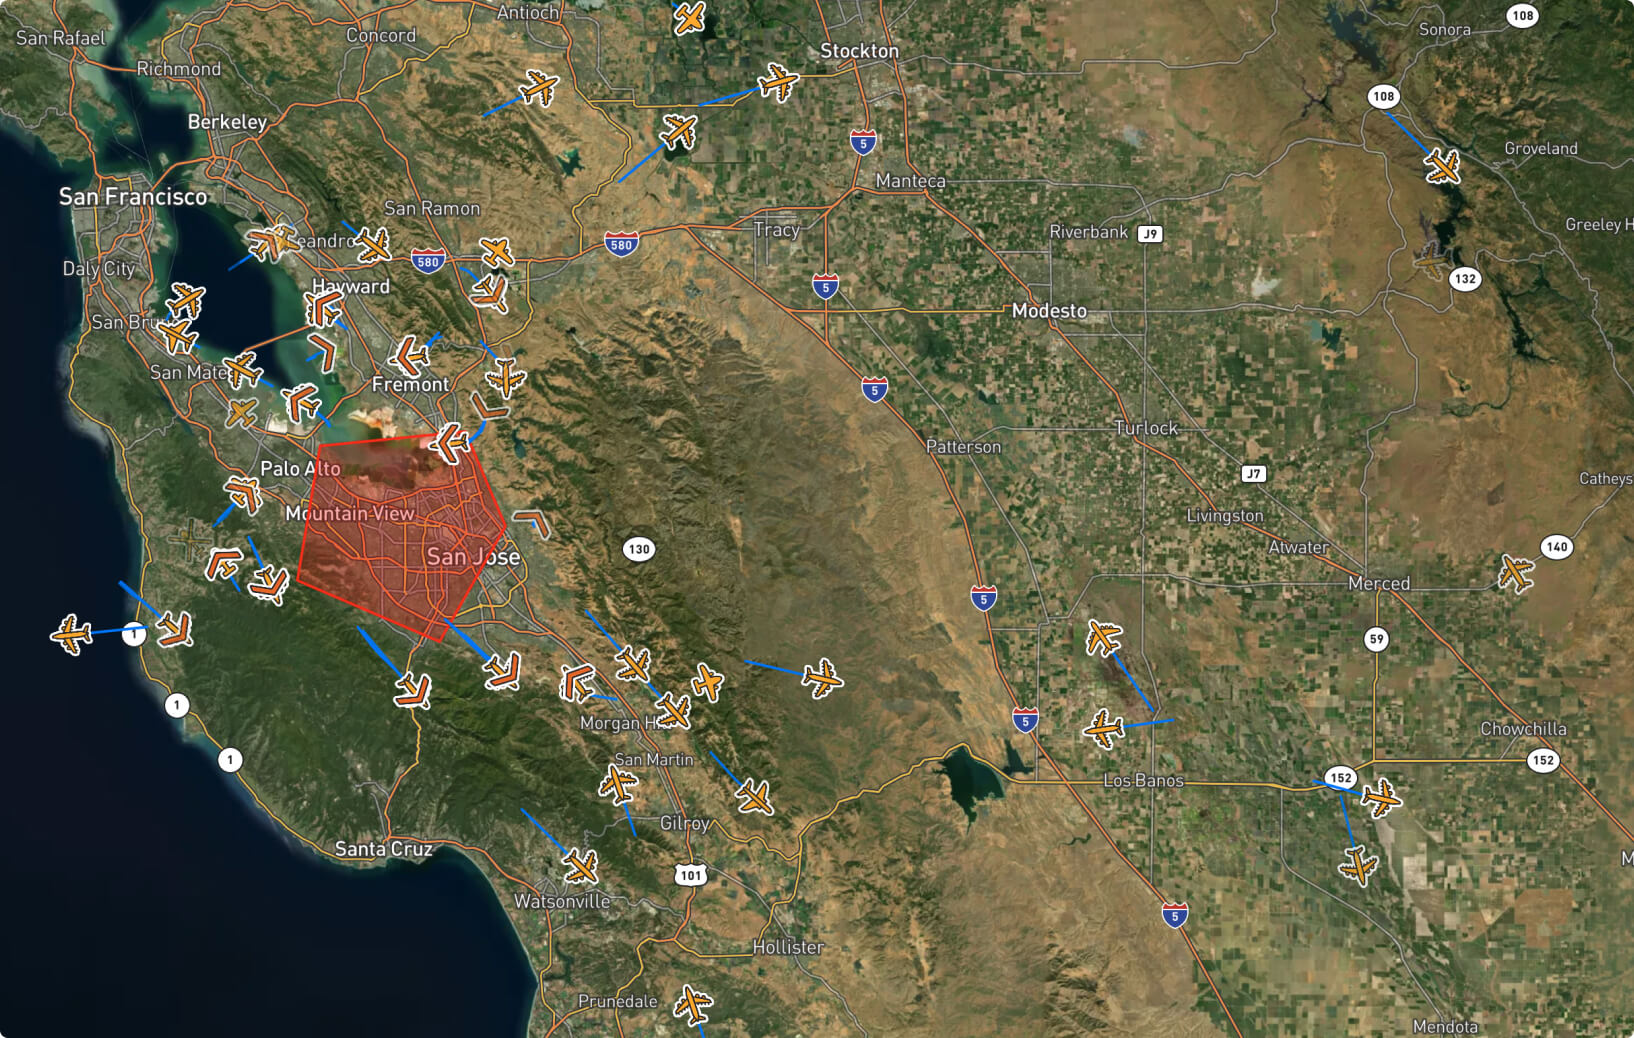 Antioch
108
San Rafael
Concord
Sonora
Stockton
Richmond
108
Berkeley
5
Groveland
Manteca
San Francisco
San Ramon
Greeley H
Tracy
Riverbank
J9
eandro
580
580
Daly City
132
Hayward
5
Modesto
San Bru
San Mate
Fremont
5
Turlock
Patterson
Palo Alto
J7
Catheys
Mountain View
Livingston
San Jose
130
Atwater
140
Merced
5
1
59
1
5
Morgan H
Chowchilla
San Martin
1
152
Los Banos
152
Gilroy
Santa Cruz
M
101
Watsonville
5
Hollister
Prunedale
Mendota